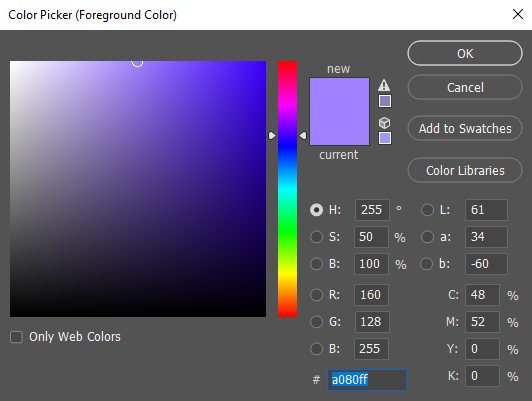 Color Picker (Foreground Color)
new
current
OK
Cancel
Add to Swatches
Color Libraries
H: 255 °
S: 50 %
B: 100 %
R: 160
G: 128
B: 255
# a080ff
L: 61
a: 34
b: -60
C: 48 %
M: 52 %
Y: 0 %
K: 0 %
Only Web Colors